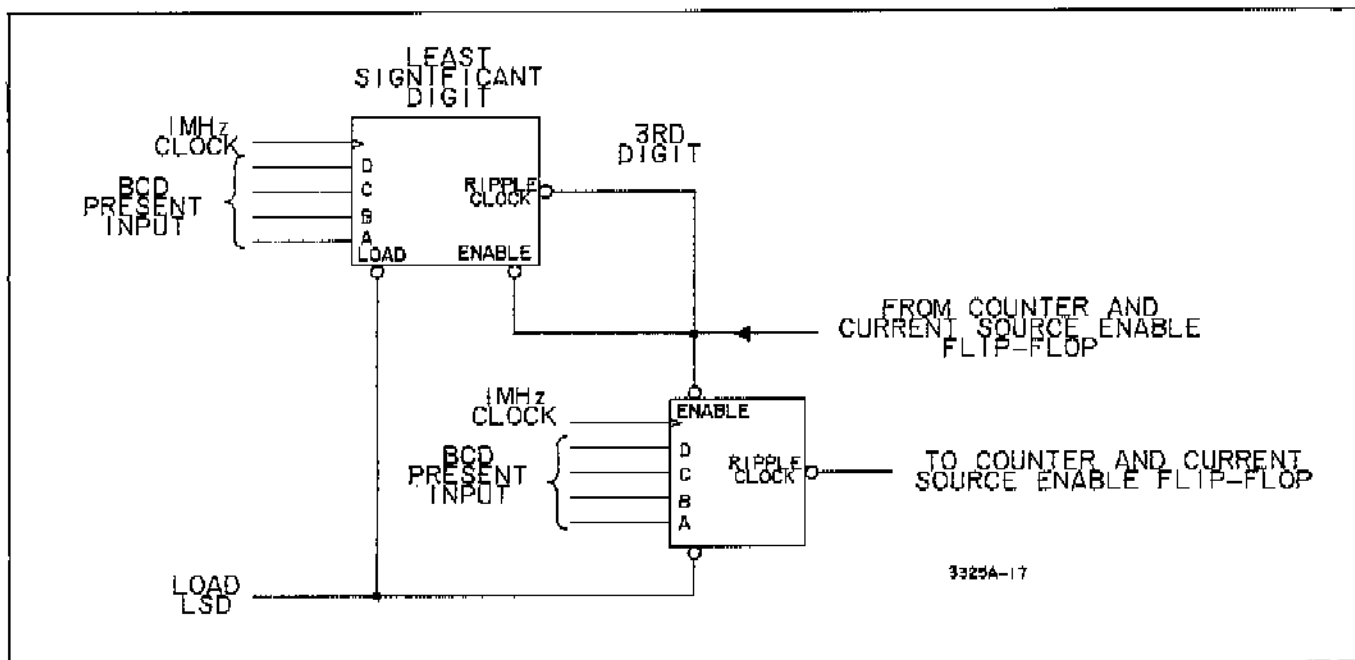 LEAST
SIGNIFICANT
DIGIT
1MHz
CLOCK
BCD
PRESENT
INPUT
D
C
B
A
LOAD
ENABLE
RIPPLE
CLOCK
3RD
DIGIT
FROM COUNTER AND
CURRENT SOURCE ENABLE
FLIP-FLOP
1MHz
CLOCK
BCD
PRESENT
INPUT
ENABLE
D
C
B
A
RIPPLE
CLOCK
TO COUNTER AND CURRENT
SOURCE ENABLE FLIP-FLOP
LOAD
LSD
3325A-17